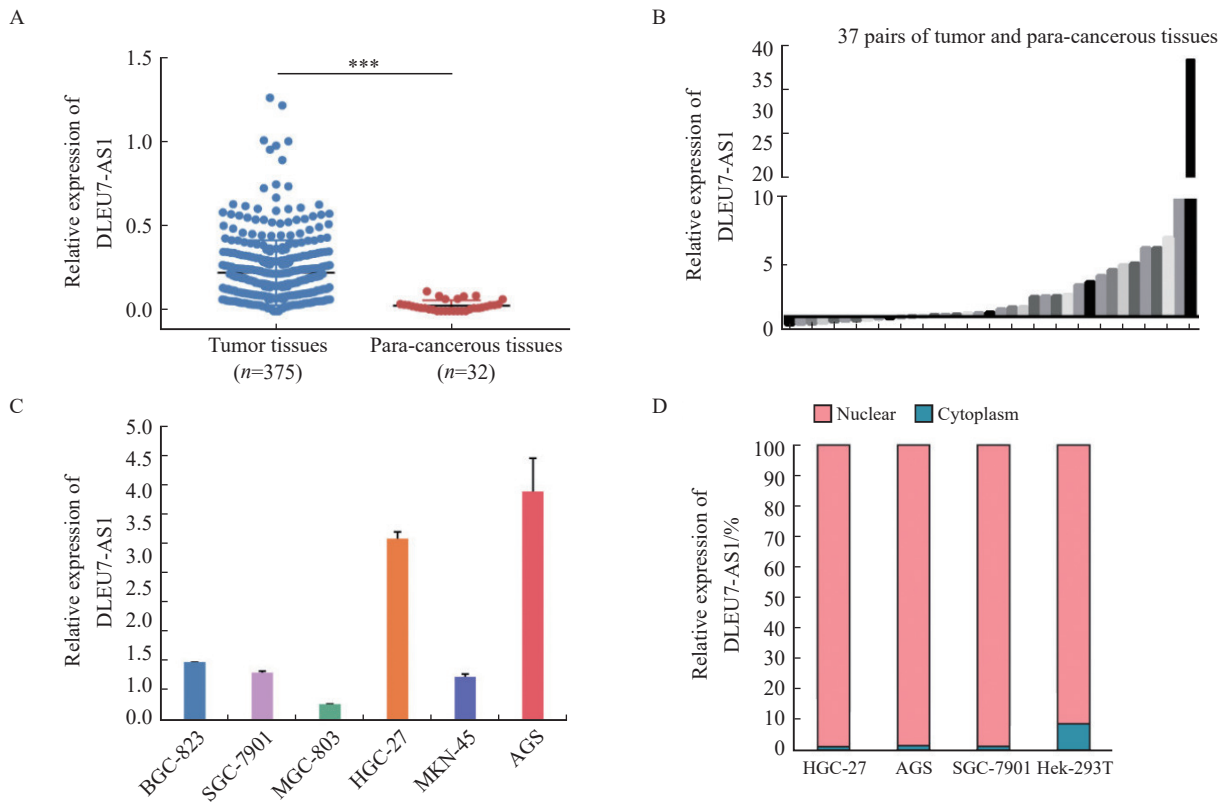 A
Relative expression of
DLEU7-AS1
1.5
1.0
0.5
0.0
***
Tumor tissues
(n=375)
Para-cancerous tissues
(n=32)
B
37 pairs of tumor and para-cancerous tissues
Relative expression of
DLEU7-AS1
40
35
30
25
20
10
5
0
C
Relative expression of
DLEU7-AS1
5.0
4.5
4.0
3.5
3.0
2.5
2.0
1.5
1.0
0.0
BGC-823
SGC-7901
MGC-803
HGC-27
MKN-45
AGS
D
Nuclear
Cytoplasm
Relative expression of
DLEU7-AS1/%
100
90
80
70
60
50
40
30
20
10
0
HGC-27
AGS
SGC-7901
Hek-293T